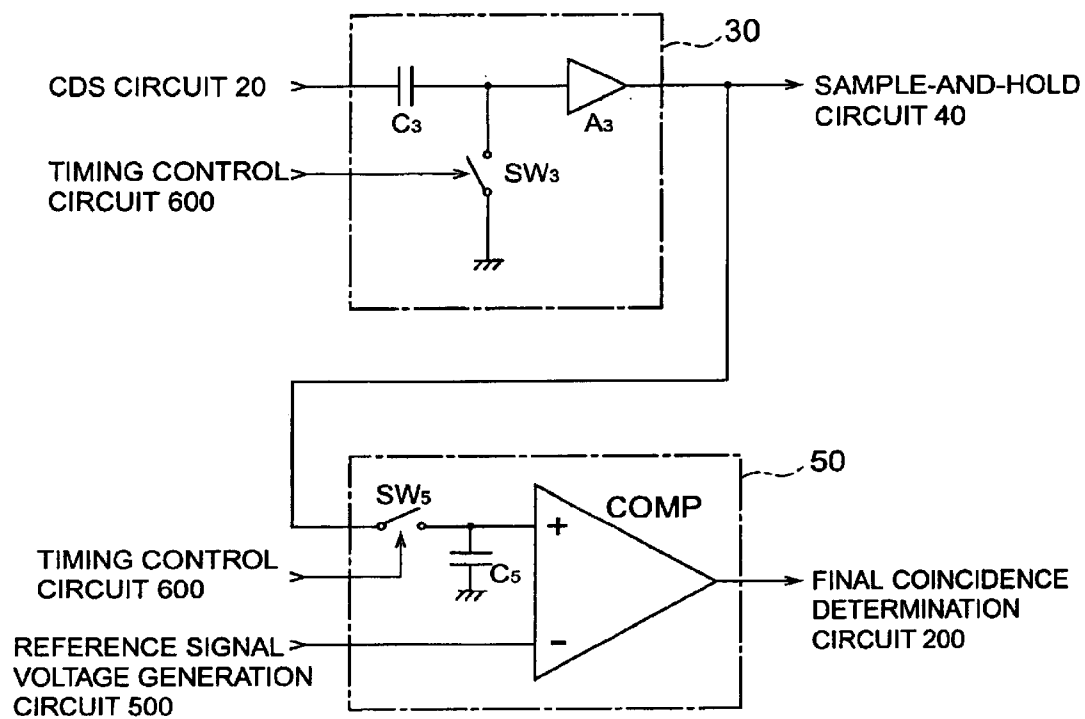 30
CDS CIRCUIT 20
C3
A3
SAMPLE-AND-HOLD
CIRCUIT 40
TIMING CONTROL
CIRCUIT 600
SW3
50
SW5
COMP
+
C5
TIMING CONTROL
CIRCUIT 600
FINAL COINCIDENCE
DETERMINATION
CIRCUIT 200
REFERENCE SIGNAL
VOLTAGE GENERATION
CIRCUIT 500
−